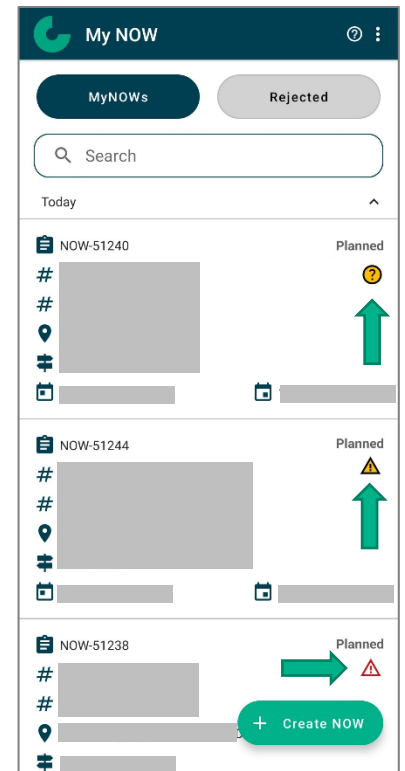 My NOW
MyNOWs Rejected
Search
Today
NOW-51240 Planned
#
#
NOW-51244 Planned
#
#
NOW-51238 Planned
#
#
+ Create NOW